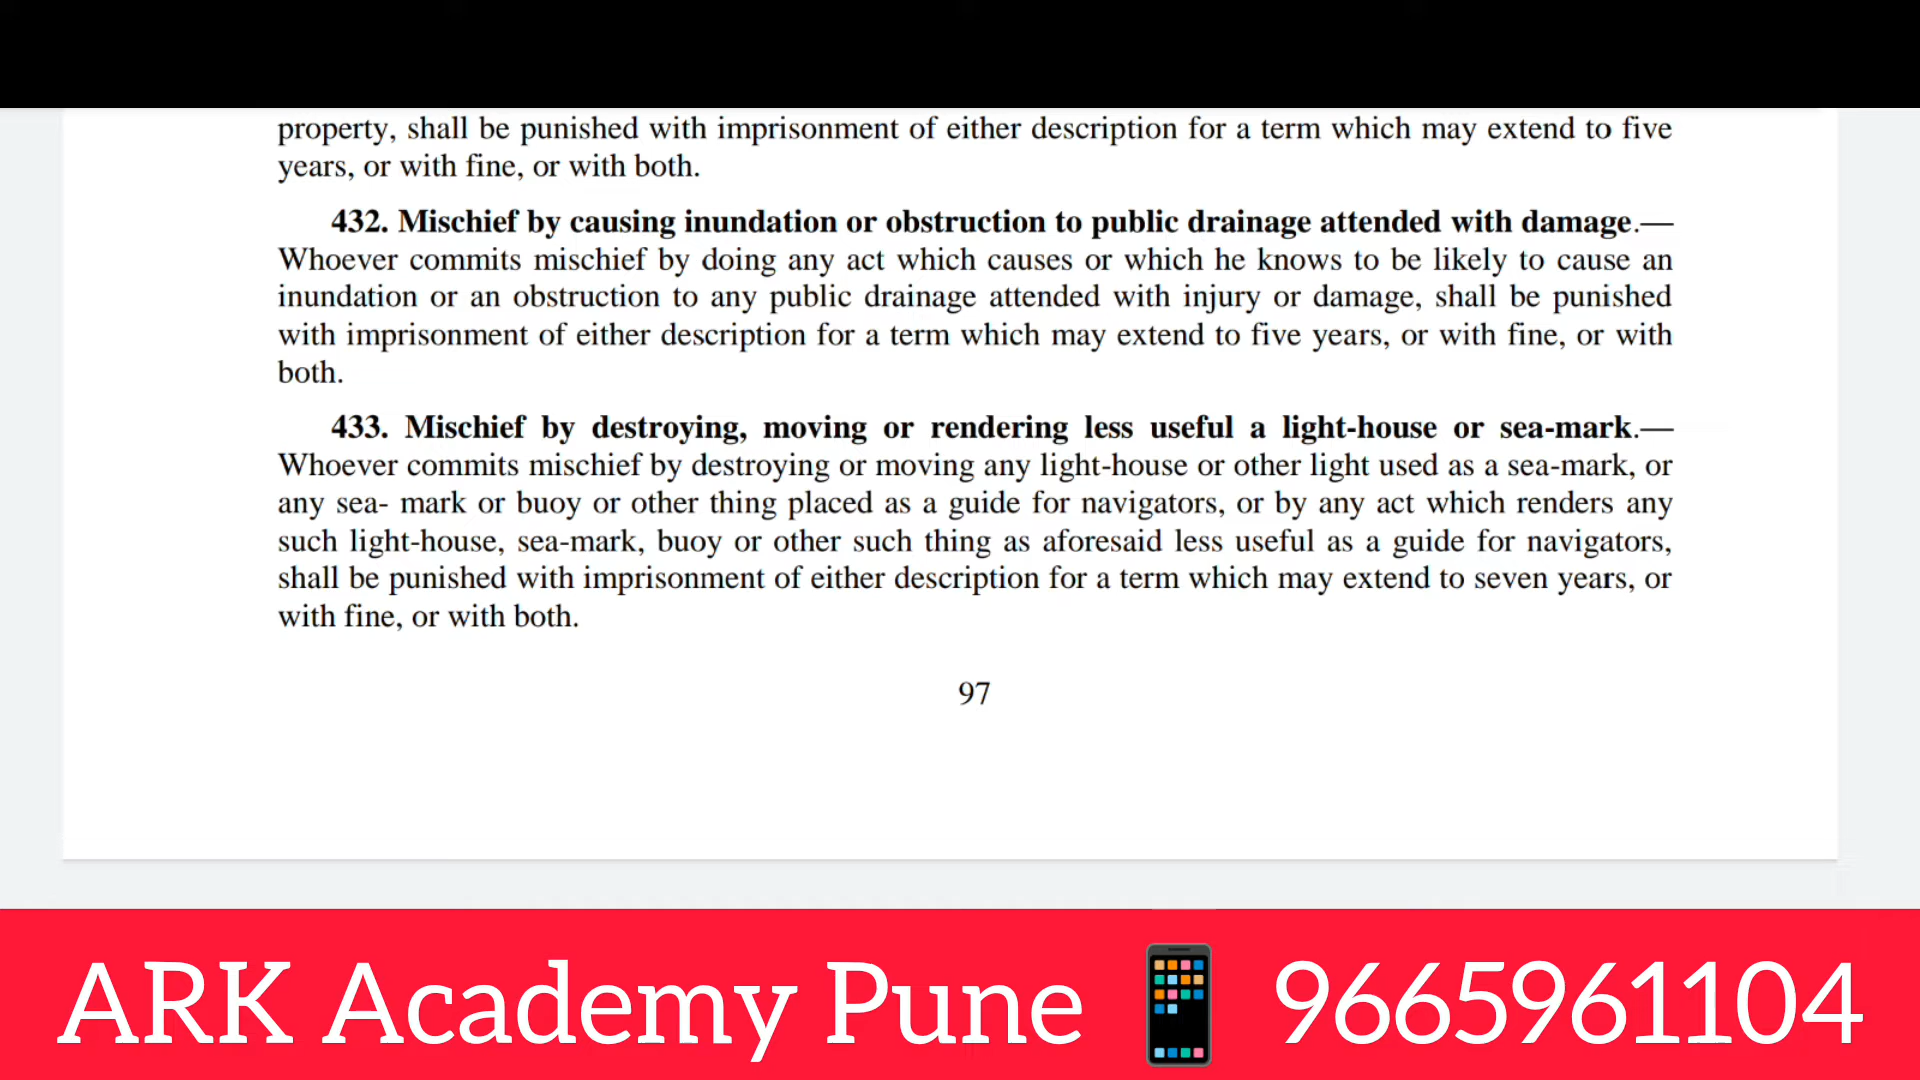 property, shall be punished with imprisonment of either description for a term which may extend to five
years, or with fine, or with both.
432. Mischief by causing inundation or obstruction to public drainage attended with damage.—
Whoever commits mischief by doing any act which causes or which he knows to be likely to cause an
inundation or an obstruction to any public drainage attended with injury or damage, shall be punished
with imprisonment of either description for a term which may extend to five years, or with fine, or with
both.
433. Mischief by destroying, moving or rendering less useful a light-house or sea-mark.—
Whoever commits mischief by destroying or moving any light-house or other light used as a sea-mark, or
any sea- mark or buoy or other thing placed as a guide for navigators, or by any act which renders any
such light-house, sea-mark, buoy or other such thing as aforesaid less useful as a guide for navigators,
shall be punished with imprisonment of either description for a term which may extend to seven years, or
with fine, or with both.
97
ARK Academy Pune 📱 9665961104